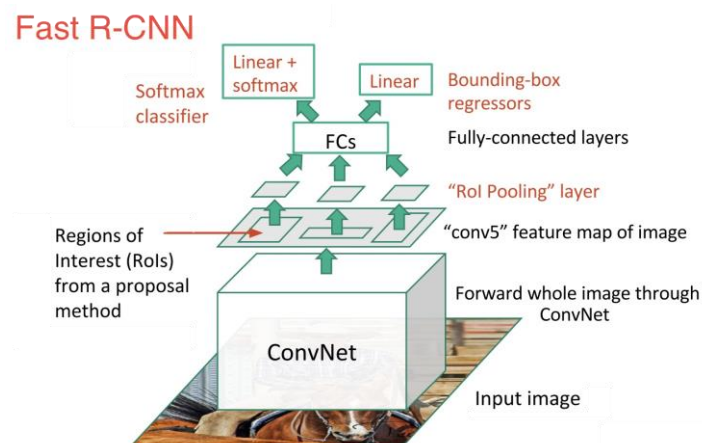 Fast R-CNN
Linear +
softmax
Linear
Softmax
classifier
Bounding-box
regressors
FCs
Fully-connected layers
"RoI Pooling" layer
"conv5" feature map of image
Regions of
Interest (RoIs)
from a proposal
method
Forward whole image through
ConvNet
ConvNet
Input image